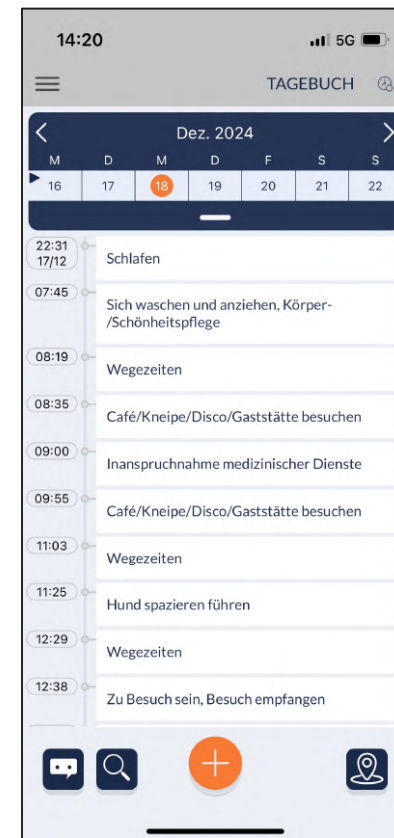 14:20 5G
TAGEBUCH
Dez. 2024
M D M D F S S
16 17 18 19 20 21 22
22:31
17/12
Schlafen
07:45
Sich waschen und anziehen, Körper-
/Schönheitspflege
08:19
Wegezeiten
08:35
Café/Kneipe/Disco/Gaststätte besuchen
09:00
Inanspruchnahme medizinischer Dienste
09:55
Café/Kneipe/Disco/Gaststätte besuchen
11:03
Wegezeiten
11:25
Hund spazieren führen
12:29
Wegezeiten
12:38
Zu Besuch sein, Besuch empfangen